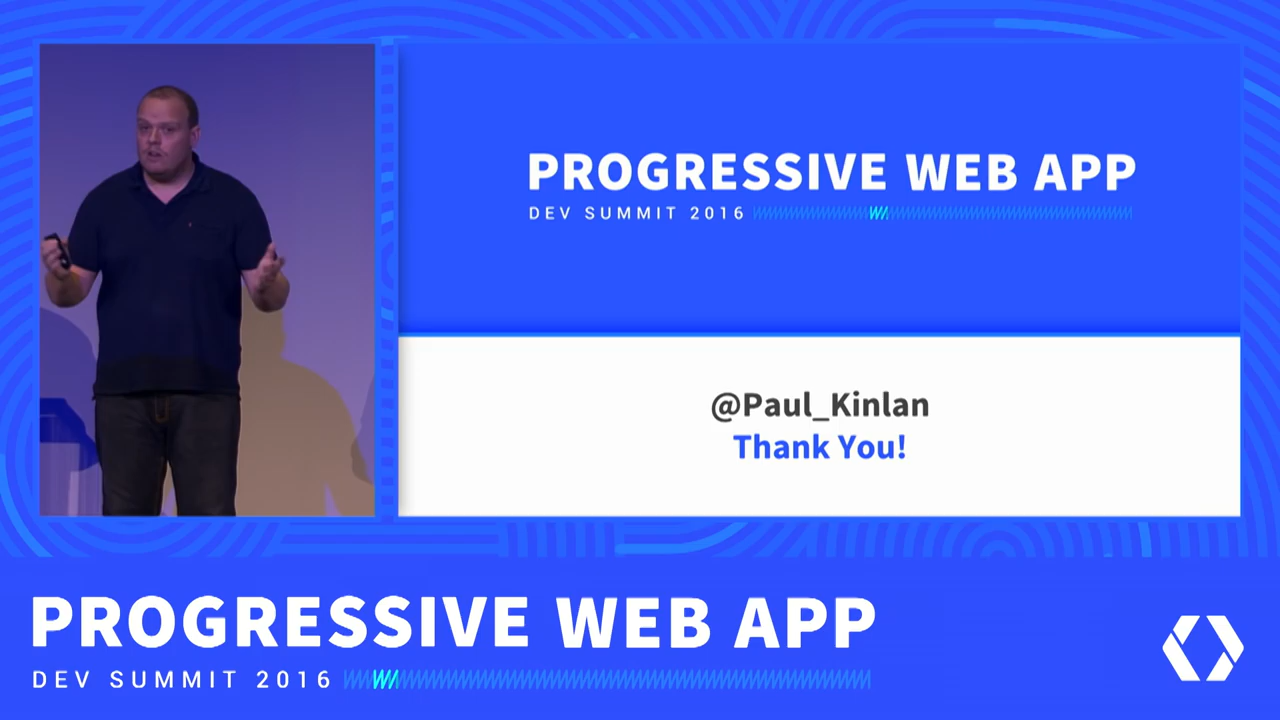 PROGRESSIVE WEB APP
DEV SUMMIT 2016
@Paul_Kinlan
Thank You!
PROGRESSIVE WEB APP
DEV SUMMIT 2016